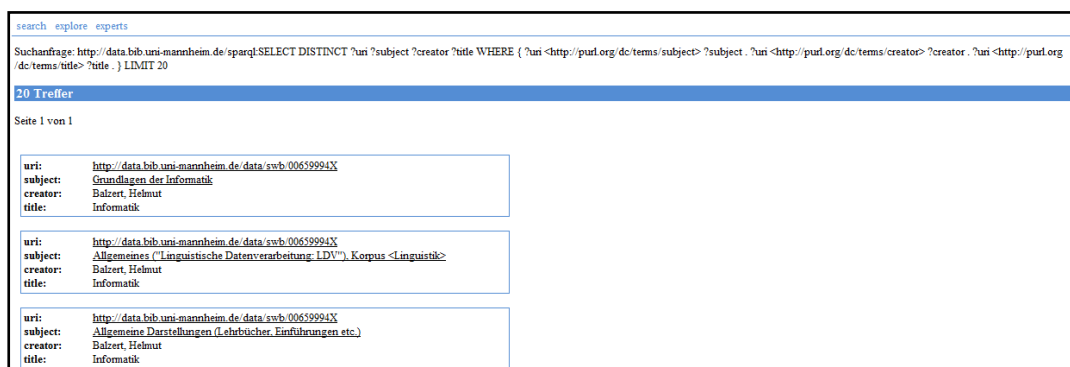 search explore experts
Suchanfrage: http://data.bib.uni-mannheim.de/sparql:SELECT DISTINCT ?uri ?subject ?creator ?title WHERE { ?uri <http://purl.org/dc/terms/subject> ?subject . ?uri <http://purl.org/dc/terms/creator> ?creator . ?uri <http://purl.org
/dc/terms/title> ?title . } LIMIT 20
20 Treffer
Seite 1 von 1
uri: http://data.bib.uni-mannheim.de/data/swb/00659994X
subject: Grundlagen der Informatik
creator: Balzert, Helmut
title: Informatik
uri: http://data.bib.uni-mannheim.de/data/swb/00659994X
subject: Allgemeines ("Linguistische Datenverarbeitung; LDV"), Korpus <Linguistik>
creator: Balzert, Helmut
title: Informatik
uri: http://data.bib.uni-mannheim.de/data/swb/00659994X
subject: Allgemeine Darstellungen (Lehrbücher, Einführungen etc.)
creator: Balzert, Helmut
title: Informatik